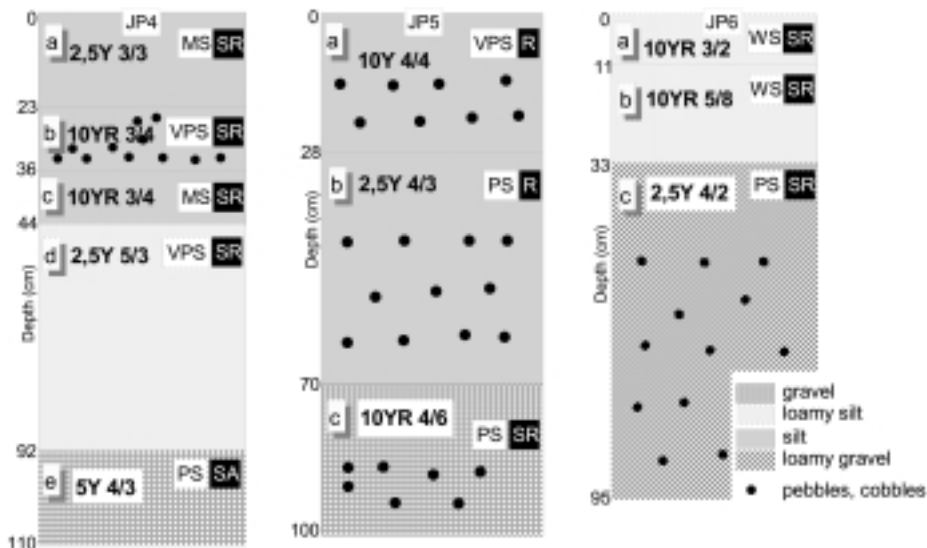 JP4
0
a 2,5Y 3/3 MS SR
23
b 10YR 3/4 VPS SR
36
c 10YR 3/4 MS SR
44
d 2,5Y 5/3 VPS SR
Depth (cm)
92
e 5Y 4/3 PS SA
110
JP5
0
a 10Y 4/4 VPS R
28
b 2,5Y 4/3 PS R
Depth (cm)
70
c 10YR 4/6 PS SR
100
JP6
0
a 10YR 3/2 WS SR
11
b 10YR 5/8 WS SR
33
c 2,5Y 4/2 PS SR
Depth (cm)
95
gravel
loamy silt
silt
loamy gravel
pebbles, cobbles